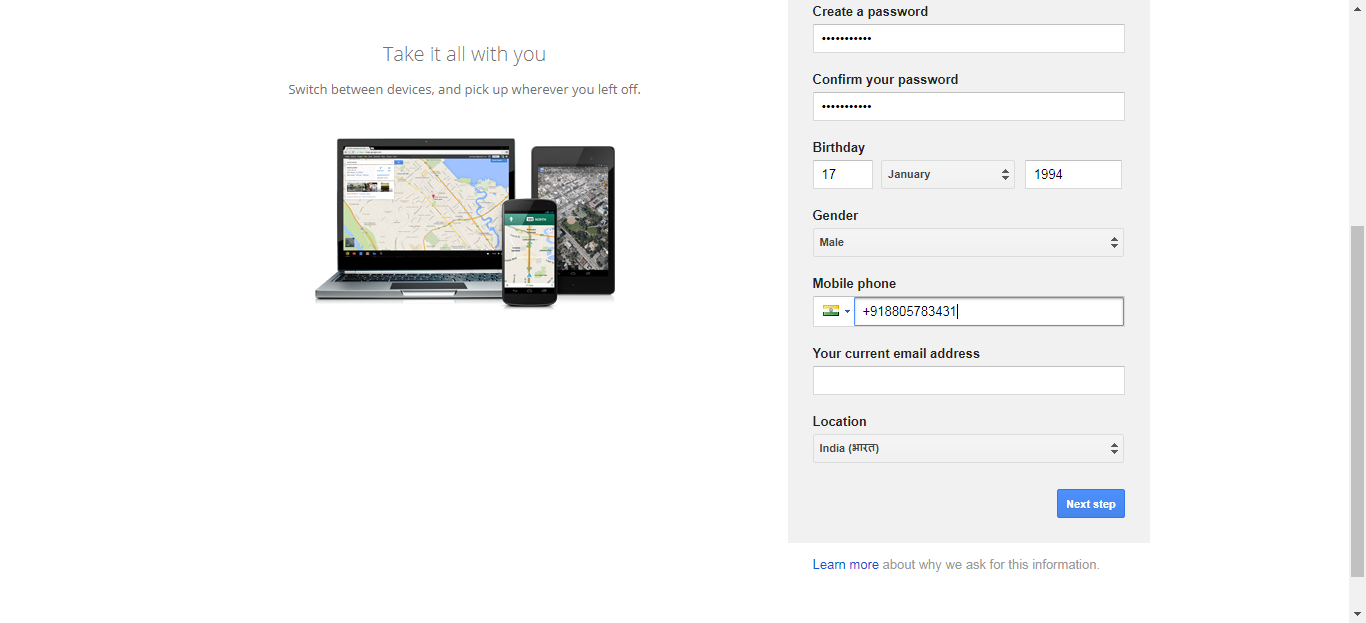 Take it all with you
Switch between devices, and pick up wherever you left off.
Create a password
•••••••••••
Confirm your password
•••••••••••
Birthday
17 January 1994
Gender
Male
Mobile phone
+918805783431
Your current email address
Location
India (भारत)
Next step
Learn more about why we ask for this information.